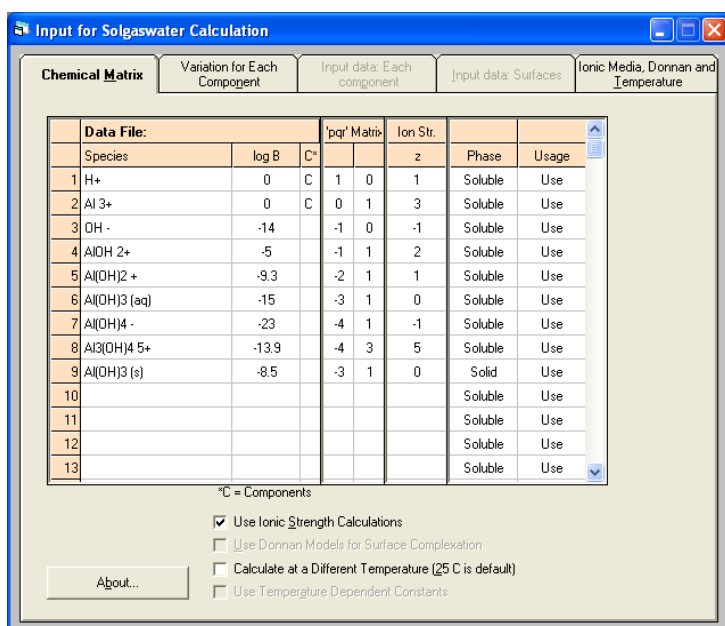 Input for Solgaswater Calculation
Chemical Matrix
Variation for Each Component
Input data: Each component
Input data: Surfaces
Ionic Media, Donnan and Temperature
Data File: 'pqr' Matrix Ion Str.
Species log B C* z Phase Usage
1 H+ 0 C 1 0 1 Soluble Use
2 Al 3+ 0 C 0 1 3 Soluble Use
3 OH - -14 -1 0 -1 Soluble Use
4 AlOH 2+ -5 -1 1 2 Soluble Use
5 Al(OH)2 + -9.3 -2 1 1 Soluble Use
6 Al(OH)3 (aq) -15 -3 1 0 Soluble Use
7 Al(OH)4 - -23 -4 1 -1 Soluble Use
8 Al3(OH)4 5+ -13.9 -4 3 5 Soluble Use
9 Al(OH)3 (s) -8.5 -3 1 0 Solid Use
10 Soluble Use
11 Soluble Use
12 Soluble Use
13 Soluble Use
*C = Components
Use Ionic Strength Calculations
Use Donnan Models for Surface Complexation
Calculate at a Different Temperature (25 C is default)
Use Temperature Dependent Constants
About...